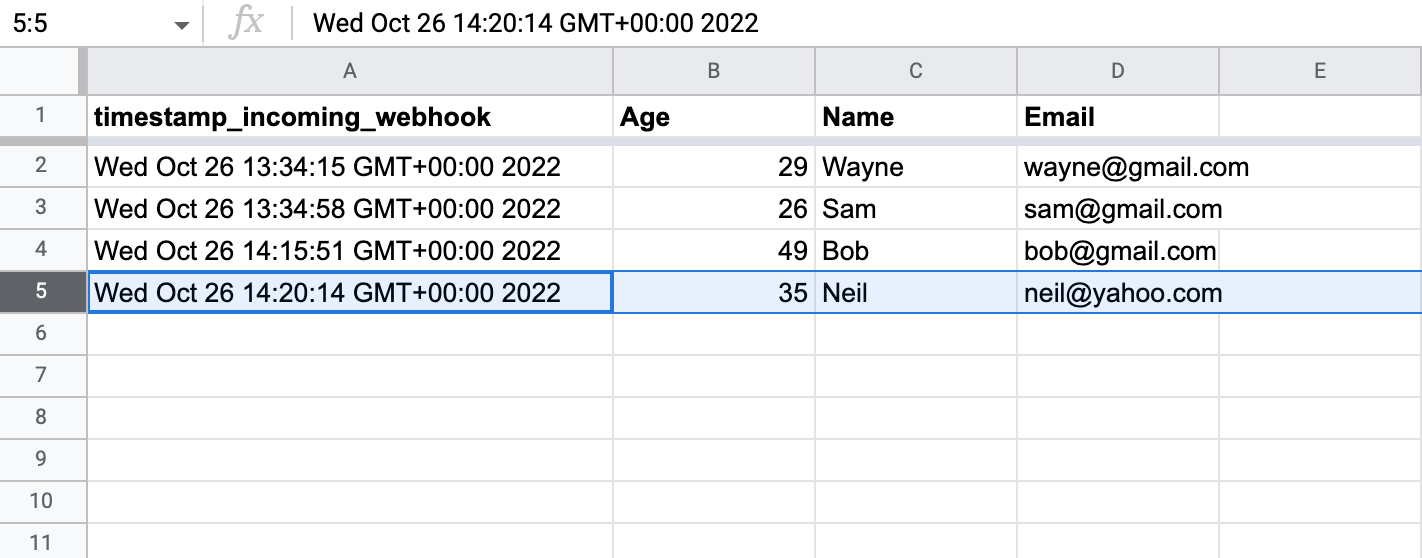 5:5 fx Wed Oct 26 14:20:14 GMT+00:00 2022
A B C D E
1 timestamp_incoming_webhook Age Name Email
2 Wed Oct 26 13:34:15 GMT+00:00 2022 29 Wayne wayne@gmail.com
3 Wed Oct 26 13:34:58 GMT+00:00 2022 26 Sam sam@gmail.com
4 Wed Oct 26 14:15:51 GMT+00:00 2022 49 Bob bob@gmail.com
5 Wed Oct 26 14:20:14 GMT+00:00 2022 35 Neil neil@yahoo.com
6
7
8
9
10
11